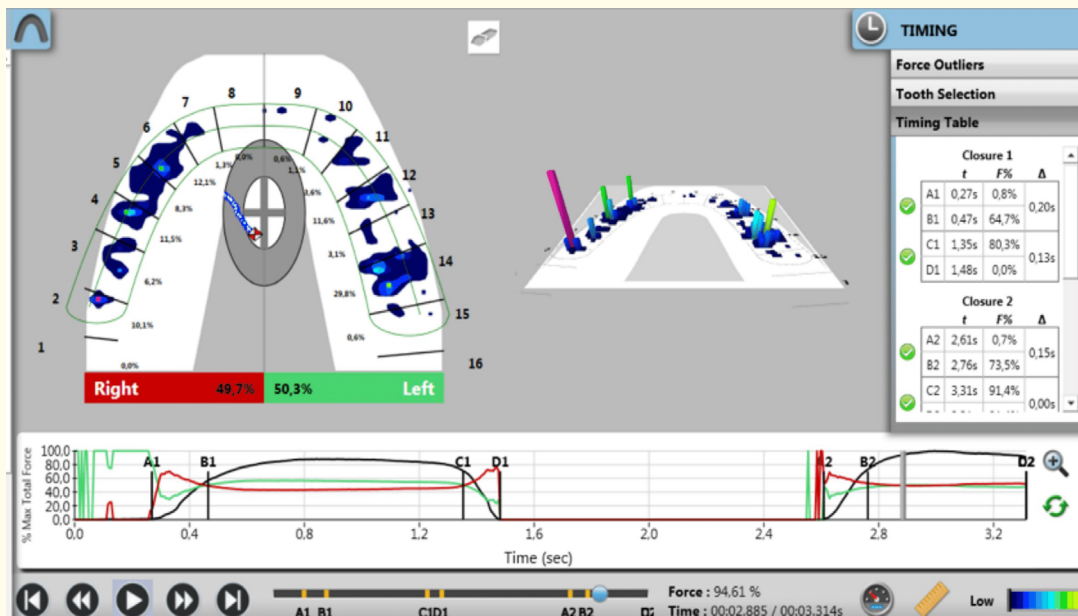 TIMING
Force Outliers
Tooth Selection
Timing Table
Closure 1
t F% Δ
A1 0,27s 0,8%
0,20s
B1 0,47s 64,7%
C1 1,35s 80,3%
0,13s
D1 1,48s 0,0%
Closure 2
t F% Δ
A2 2,61s 0,7%
0,15s
B2 2,76s 73,5%
C2 3,31s 91,4%
0,00s
8 9
7 10
6 11
5 12
4 13
3 14
2 15
1 16
0,0% 0,6%
1,3% 1,1%
12,1% 3,6%
8,3% 11,6%
11,5% 3,1%
6,2% 29,8%
10,1% 0,6%
0,0%
Right 49,7% 50,3% Left
% Max Total Force
100,0
80,0
60,0
40,0
20,0
0,0
A1 B1 C1 D1 A2 B2 D2
0,0 0,4 0,8 1,2 1,6 2,0 2,4 2,8 3,2
Time (sec)
A1 B1 C1D1 A2 B2
Force : 94,61 %
Time : 00:02.885 / 00:03.314s
Low